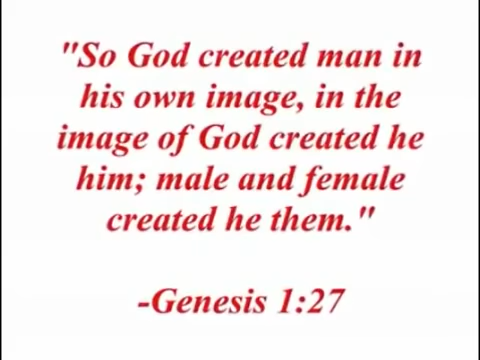 "So God created man in
his own image, in the
image of God created he
him; male and female
created he them."
-Genesis 1:27